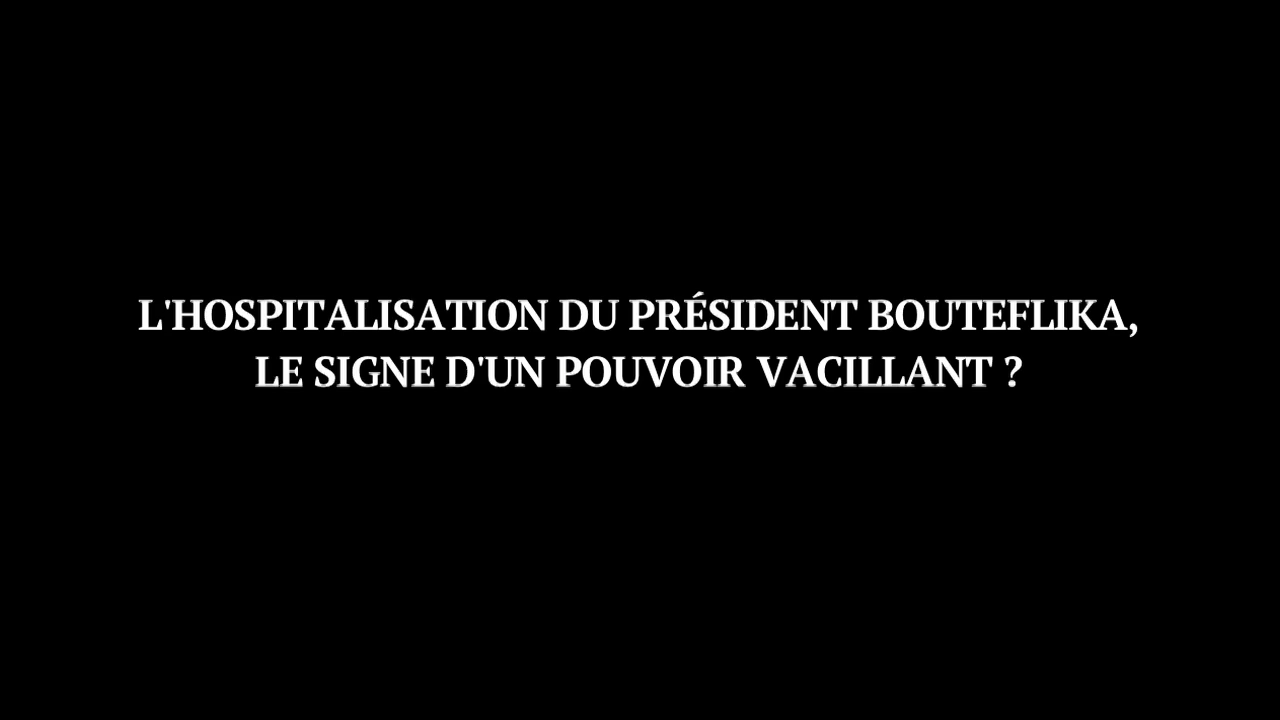 L'HOSPITALISATION DU PRÉSIDENT BOUTEFLIKA,
LE SIGNE D'UN POUVOIR VACILLANT ?